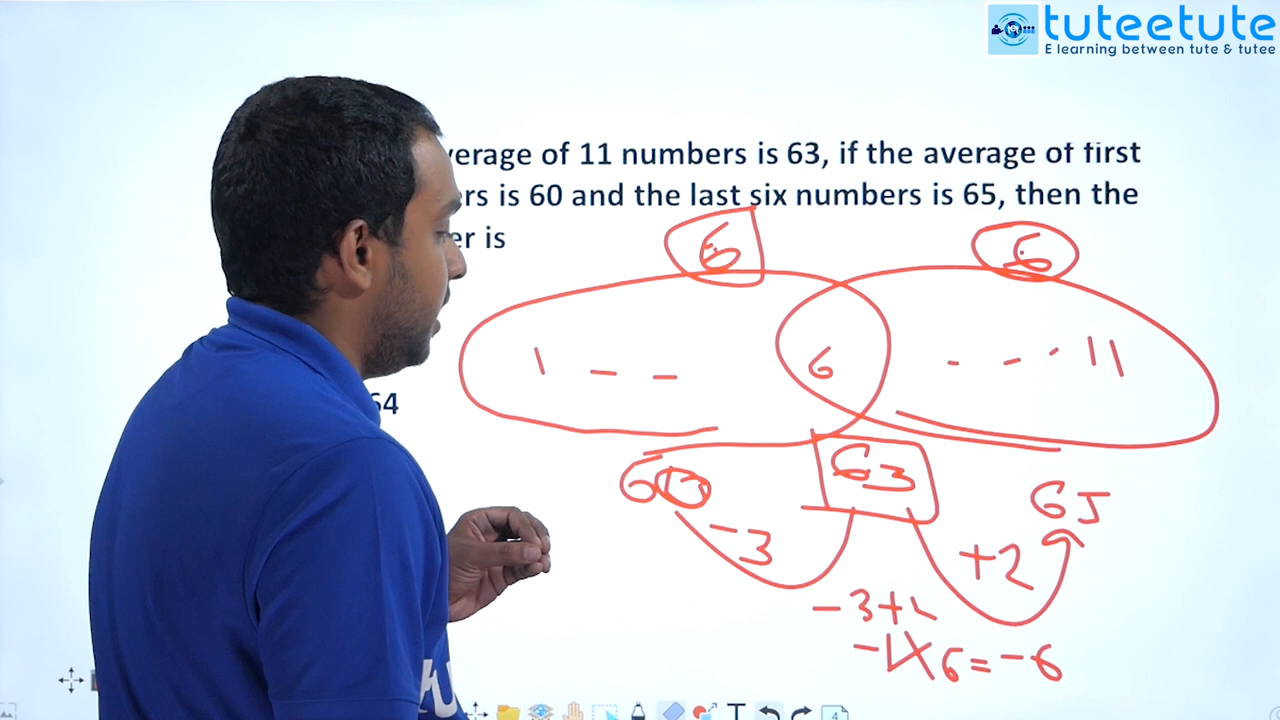 tuteetute
E learning between tute & tutee
verage of 11 numbers is 63, if the average of first
ers is 60 and the last six numbers is 65, then the
er is
6 6
1 _ _ 6 - - - 11
64
60 63 65
-3 +2
-3+2
-1×6=-6
T
4